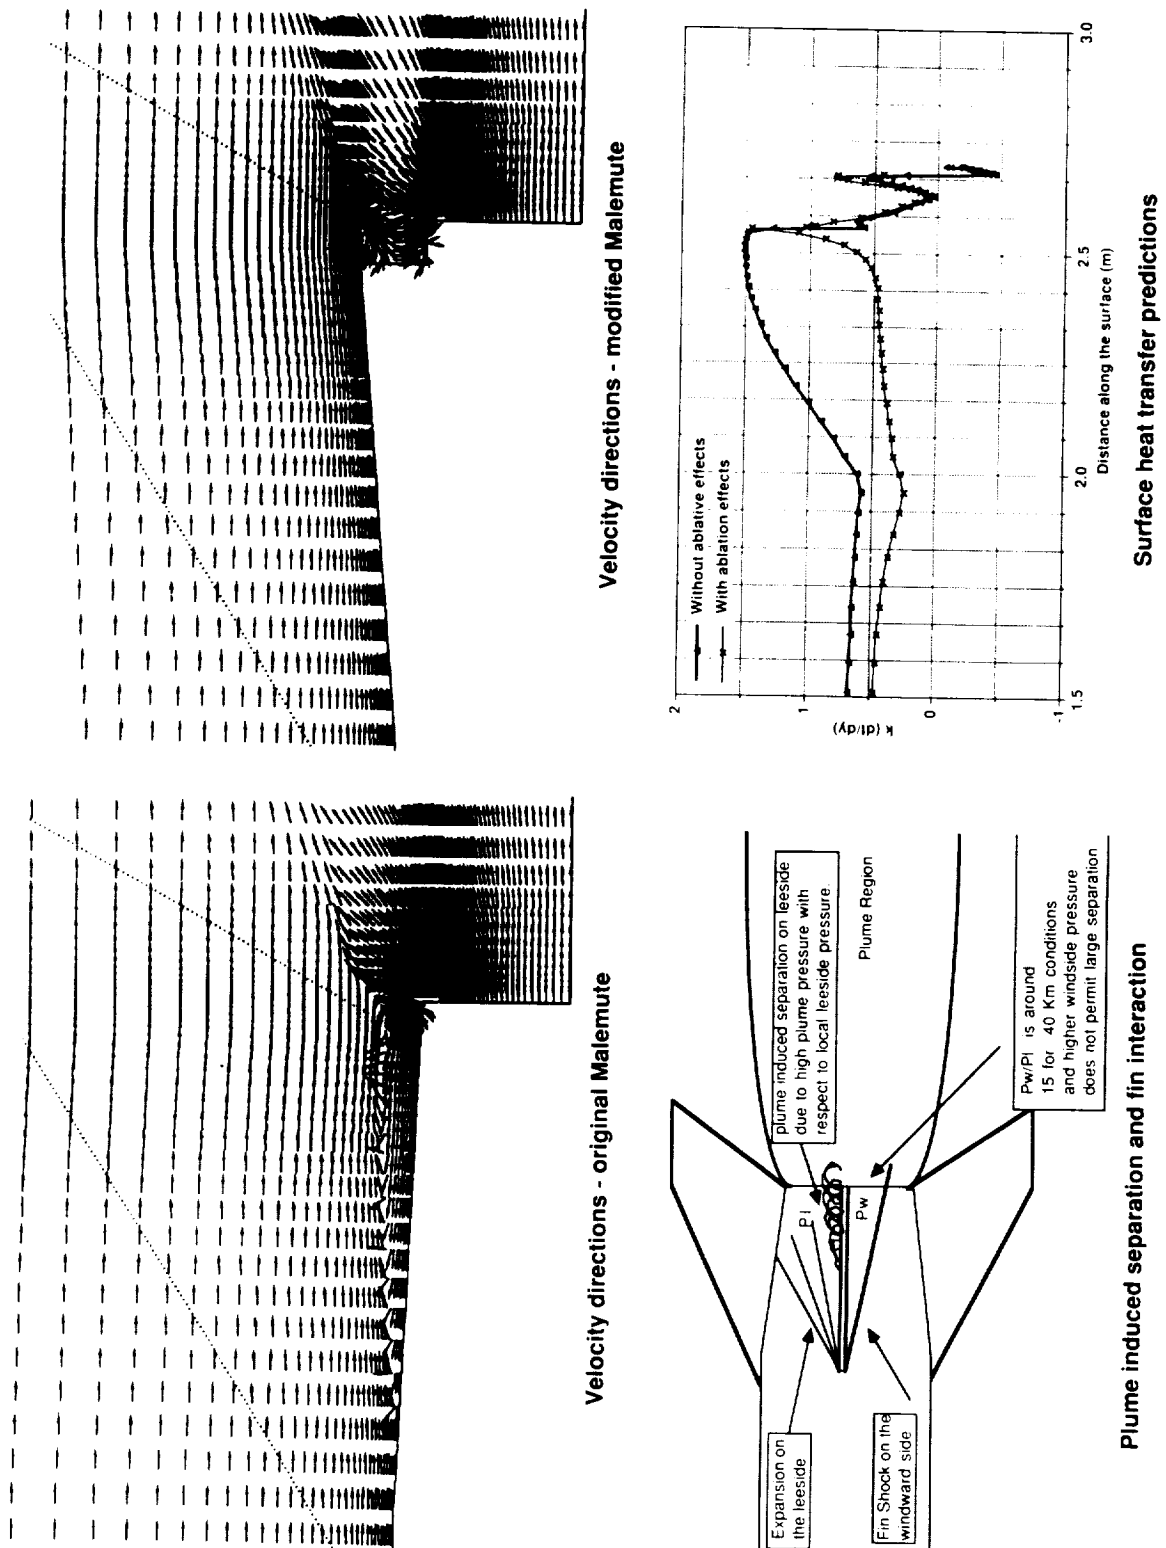 Velocity directions - original Malemute
Velocity directions - modified Malemute
Expansion on
the leeside
Fin Shock on the
windward side
Pl
Pw
plume induced separation on leeside
due to high plume pressure with
respect to local leeside pressure.
Plume Region
Pw/Pl is around
15 for 40 Km conditions
and higher windside pressure
does not permit large separation
Plume induced separation and fin interaction
2
1
0
-1
k (dt/dy)
Without ablative effects
With ablation effects
1.5
2.0
2.5
3.0
Distance along the surface (m)
Surface heat transfer predictions